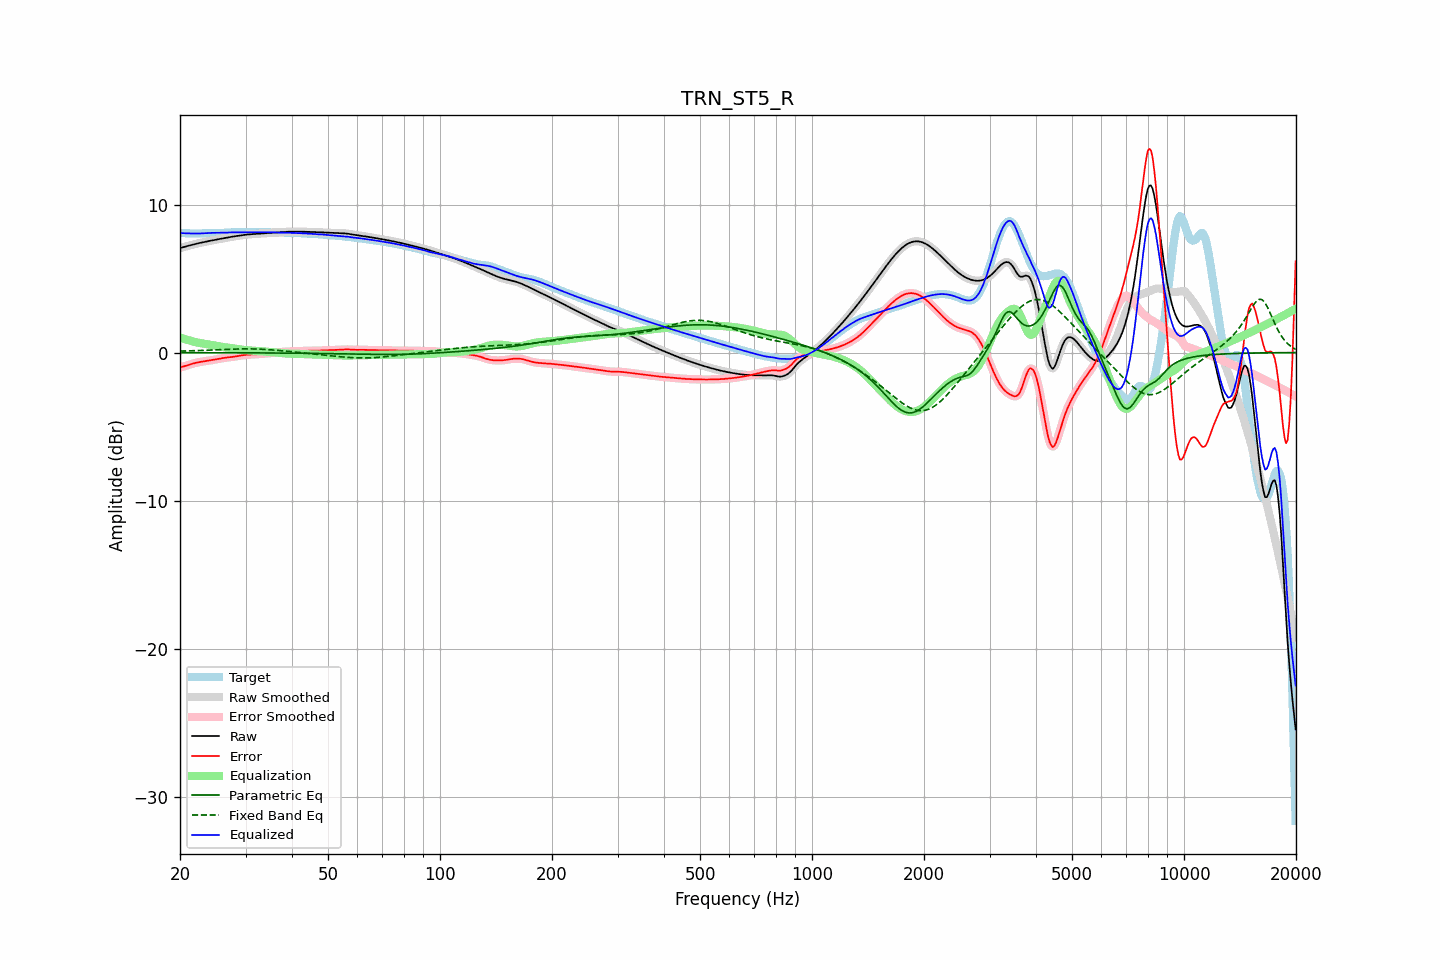 TRN_ST5_R
10
0
−10
−20
−30
Amplitude (dBr)
Target
Raw Smoothed
Error Smoothed
Raw
Error
Equalization
Parametric Eq
Fixed Band Eq
Equalized
20 50 100 200 500 1000 2000 5000 10000 20000
Frequency (Hz)